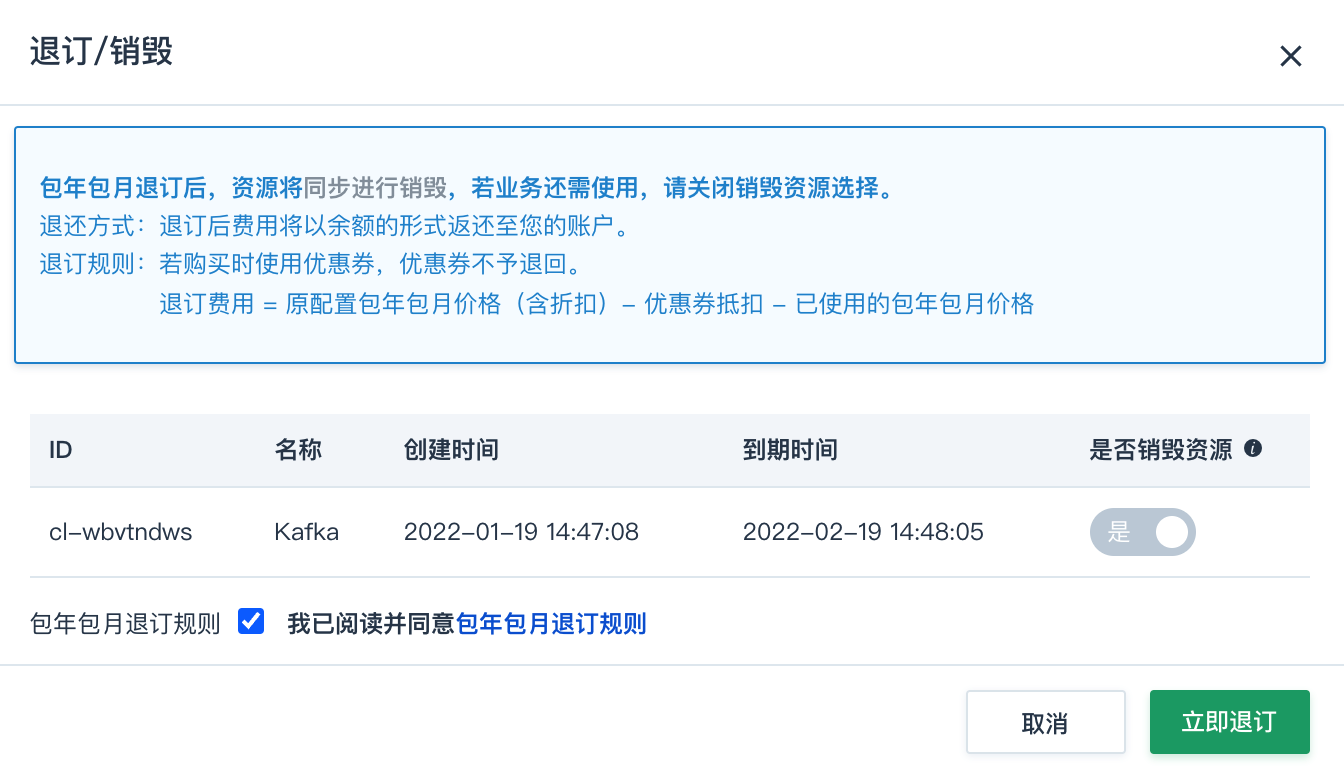 退订/销毁
包年包月退订后，资源将同步进行销毁，若业务还需使用，请关闭销毁资源选择。
退还方式：退订后费用将以余额的形式返还至您的账户。
退订规则：若购买时使用优惠券，优惠券不予退回。
退订费用 = 原配置包年包月价格（含折扣）- 优惠券抵扣 - 已使用的包年包月价格
ID 名称 创建时间 到期时间 是否销毁资源 i
cl-wbvtndws Kafka 2022-01-19 14:47:08 2022-02-19 14:48:05 是
包年包月退订规则 我已阅读并同意包年包月退订规则
取消 立即退订